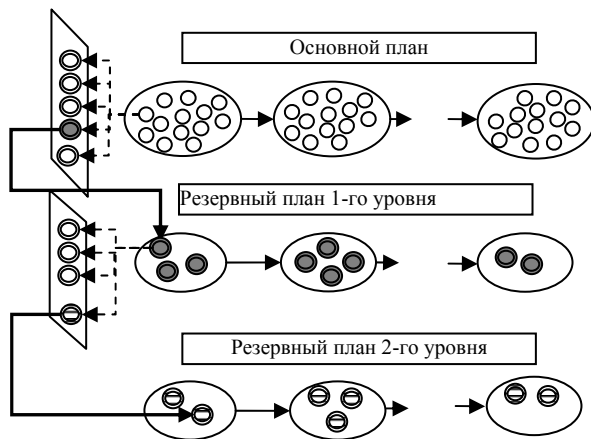 Основной план
Резервный план 1-го уровня
Резервный план 2-го уровня